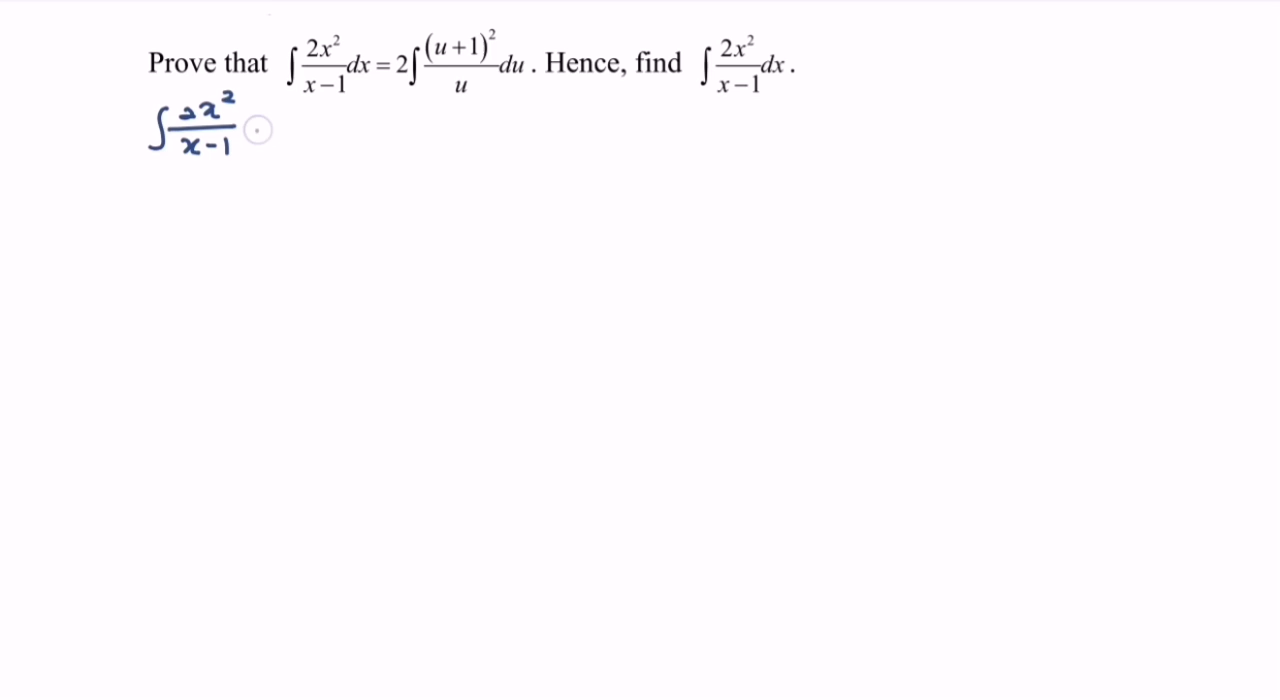 Prove that ∫ 2x²/(x−1) dx = 2∫ (u+1)²/u du . Hence, find ∫ 2x²/(x−1) dx .
∫ 2x²/(x-1)